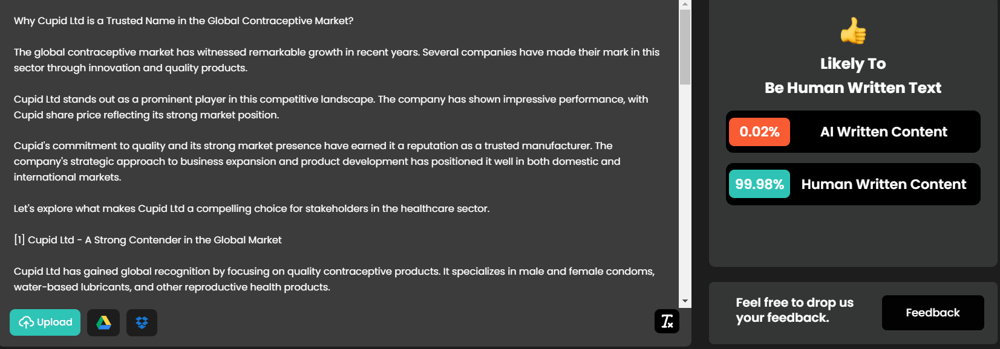 Why Cupid Ltd is a Trusted Name in the Global Contraceptive Market?
The global contraceptive market has witnessed remarkable growth in recent years. Several companies have made their mark in this
sector through innovation and quality products.
Cupid Ltd stands out as a prominent player in this competitive landscape. The company has shown impressive performance, with
Cupid share price reflecting its strong market position.
Cupid's commitment to quality and its strong market presence have earned it a reputation as a trusted manufacturer. The
company's strategic approach to business expansion and product development has positioned it well in both domestic and
international markets.
Let's explore what makes Cupid Ltd a compelling choice for stakeholders in the healthcare sector.
[1] Cupid Ltd - A Strong Contender in the Global Market
Cupid Ltd has gained global recognition by focusing on quality contraceptive products. It specializes in male and female condoms,
water-based lubricants, and other reproductive health products.
Upload
Likely To
Be Human Written Text
0.02% AI Written Content
99.98% Human Written Content
Feel free to drop us
your feedback.
Feedback